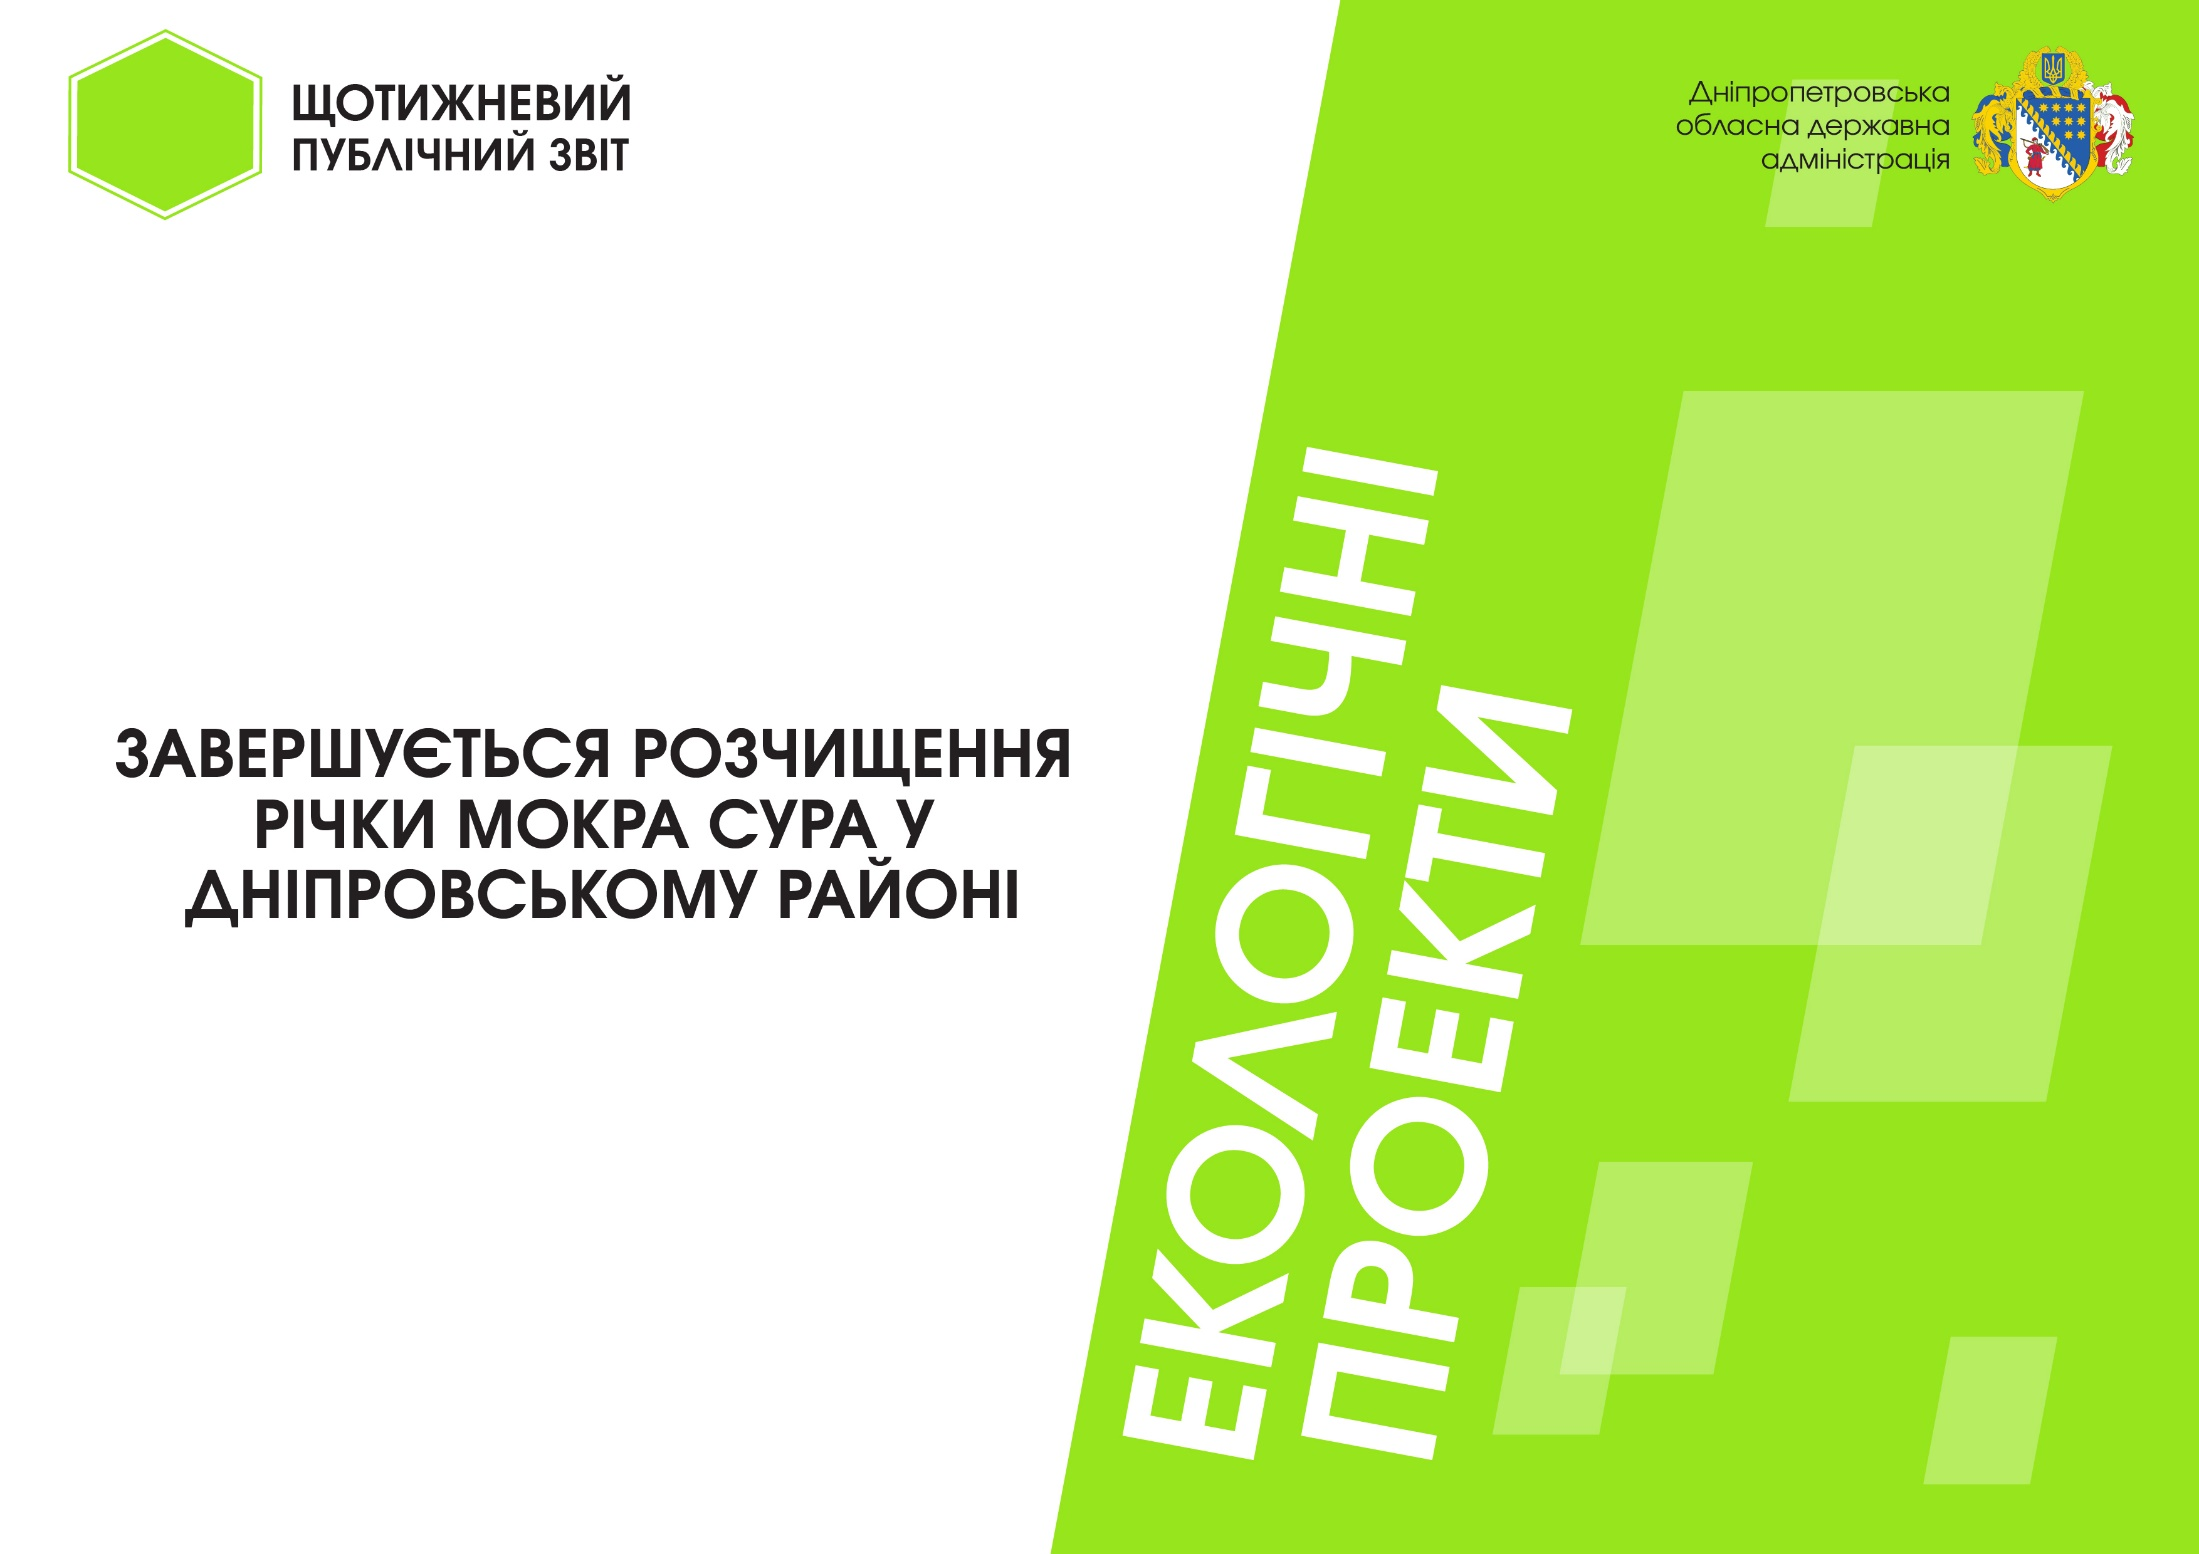 ЩОТИЖНЕВИЙ
ПУБЛІЧНИЙ ЗВІТ
Дніпропетровська
обласна державна
адміністрація
ЗАВЕРШУЄТЬСЯ РОЗЧИЩЕННЯ
РІЧКИ МОКРА СУРА У
ДНІПРОВСЬКОМУ РАЙОНІ
ЕКОЛОГІЧНІ
ПРОЕКТИ